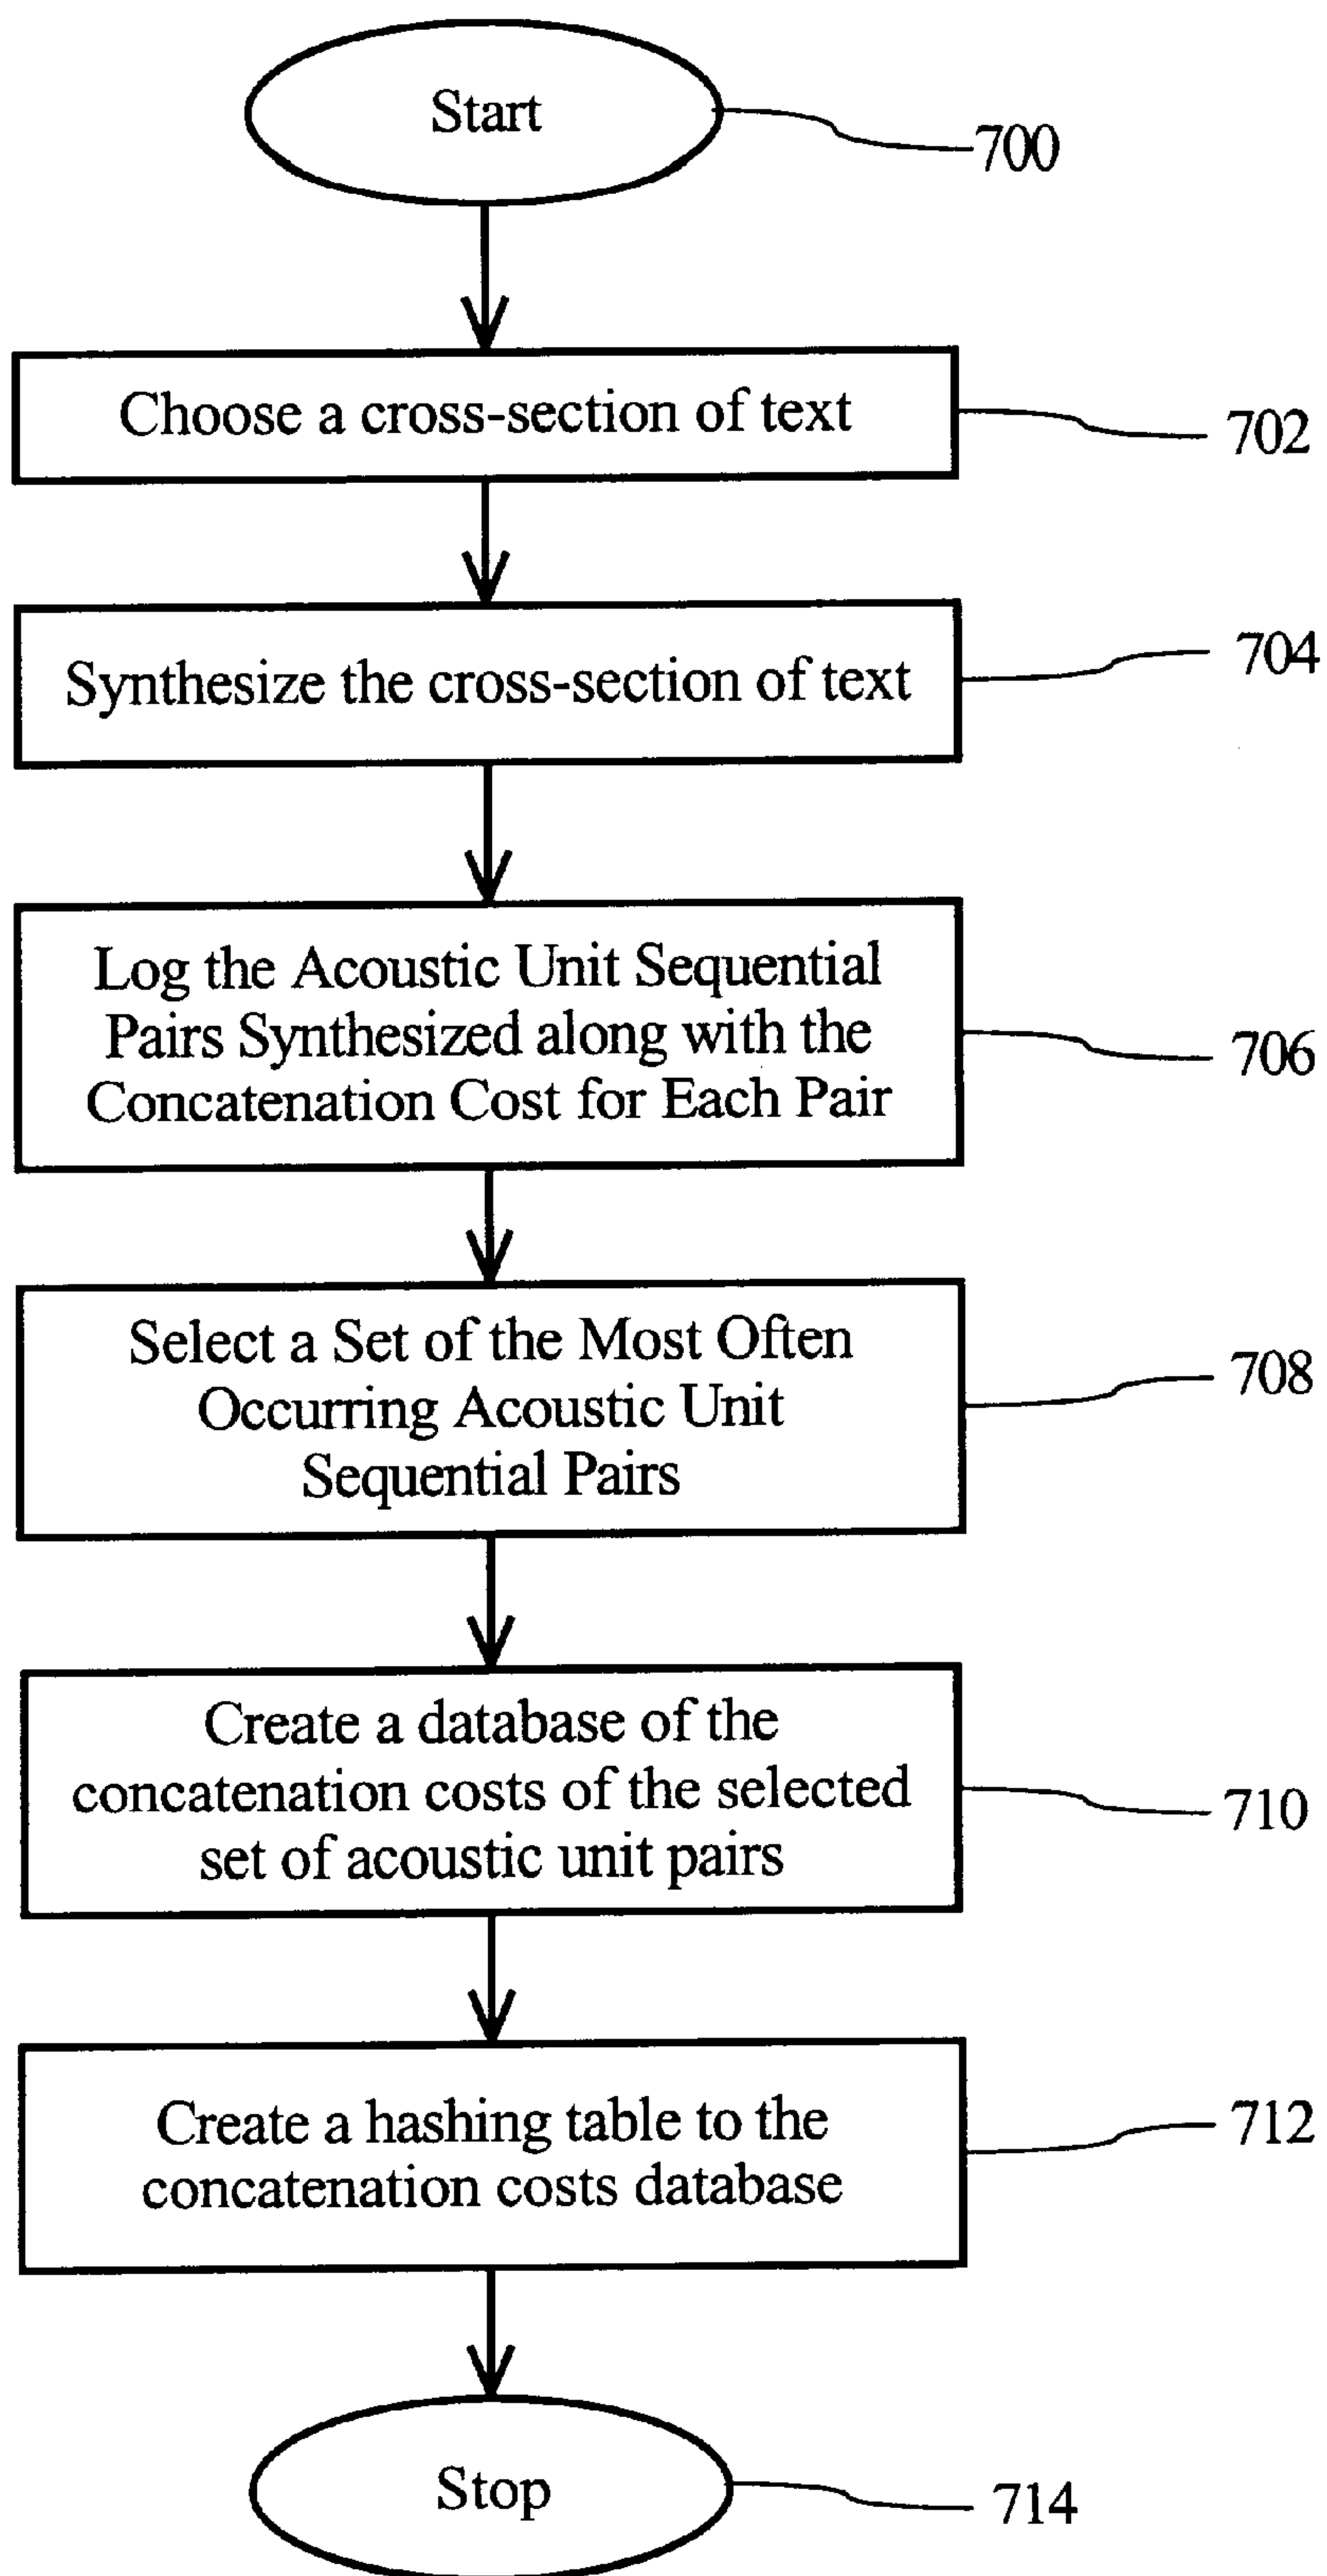 Start
700
Choose a cross-section of text
702
Synthesize the cross-section of text
704
Log the Acoustic Unit Sequential
Pairs Synthesized along with the
Concatenation Cost for Each Pair
706
Select a Set of the Most Often
Occurring Acoustic Unit
Sequential Pairs
708
Create a database of the
concatenation costs of the selected
set of acoustic unit pairs
710
Create a hashing table to the
concatenation costs database
712
Stop
714